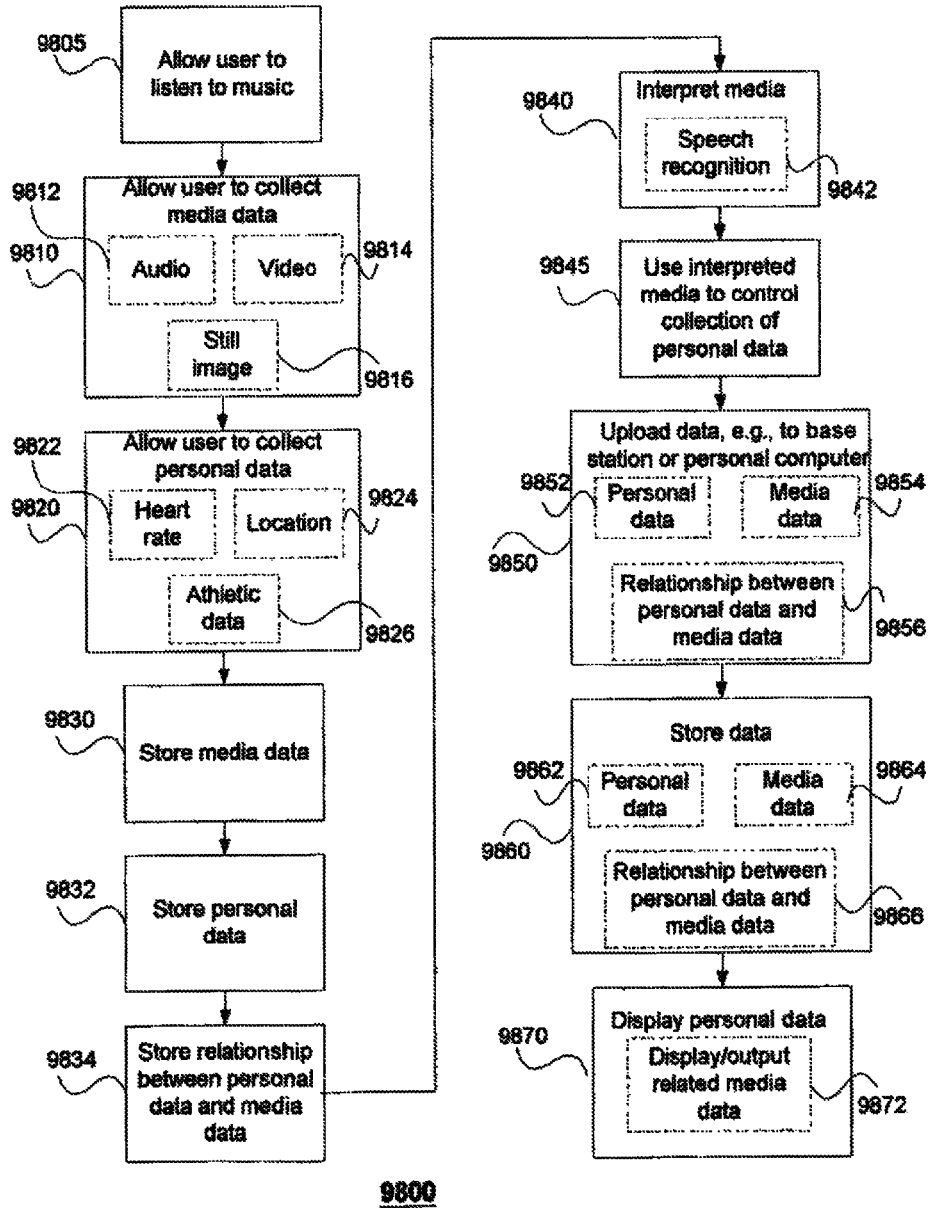 9805
Allow user to
listen to music
9812
9810
Allow user to collect
media data
Audio
Video
9814
Still
image
9816
9822
9820
Allow user to collect
personal data
Heart
rate
Location
9824
Athletic
data
9826
9830
Store media data
9832
Store personal
data
9834
Store relationship
between personal
data and media
data
9840
Interpret media
Speech
recognition
9842
9845
Use interpreted
media to control
collection of
personal data
Upload data, e.g., to base
station or personal computer
9852
Personal
data
Media
data
9854
9850
Relationship between
personal data and
media data
9856
Store data
9862
Personal
data
Media
data
9864
9860
Relationship between
personal data and
media data
9866
9870
Display personal data
Display/output
related media
data
9872
9800